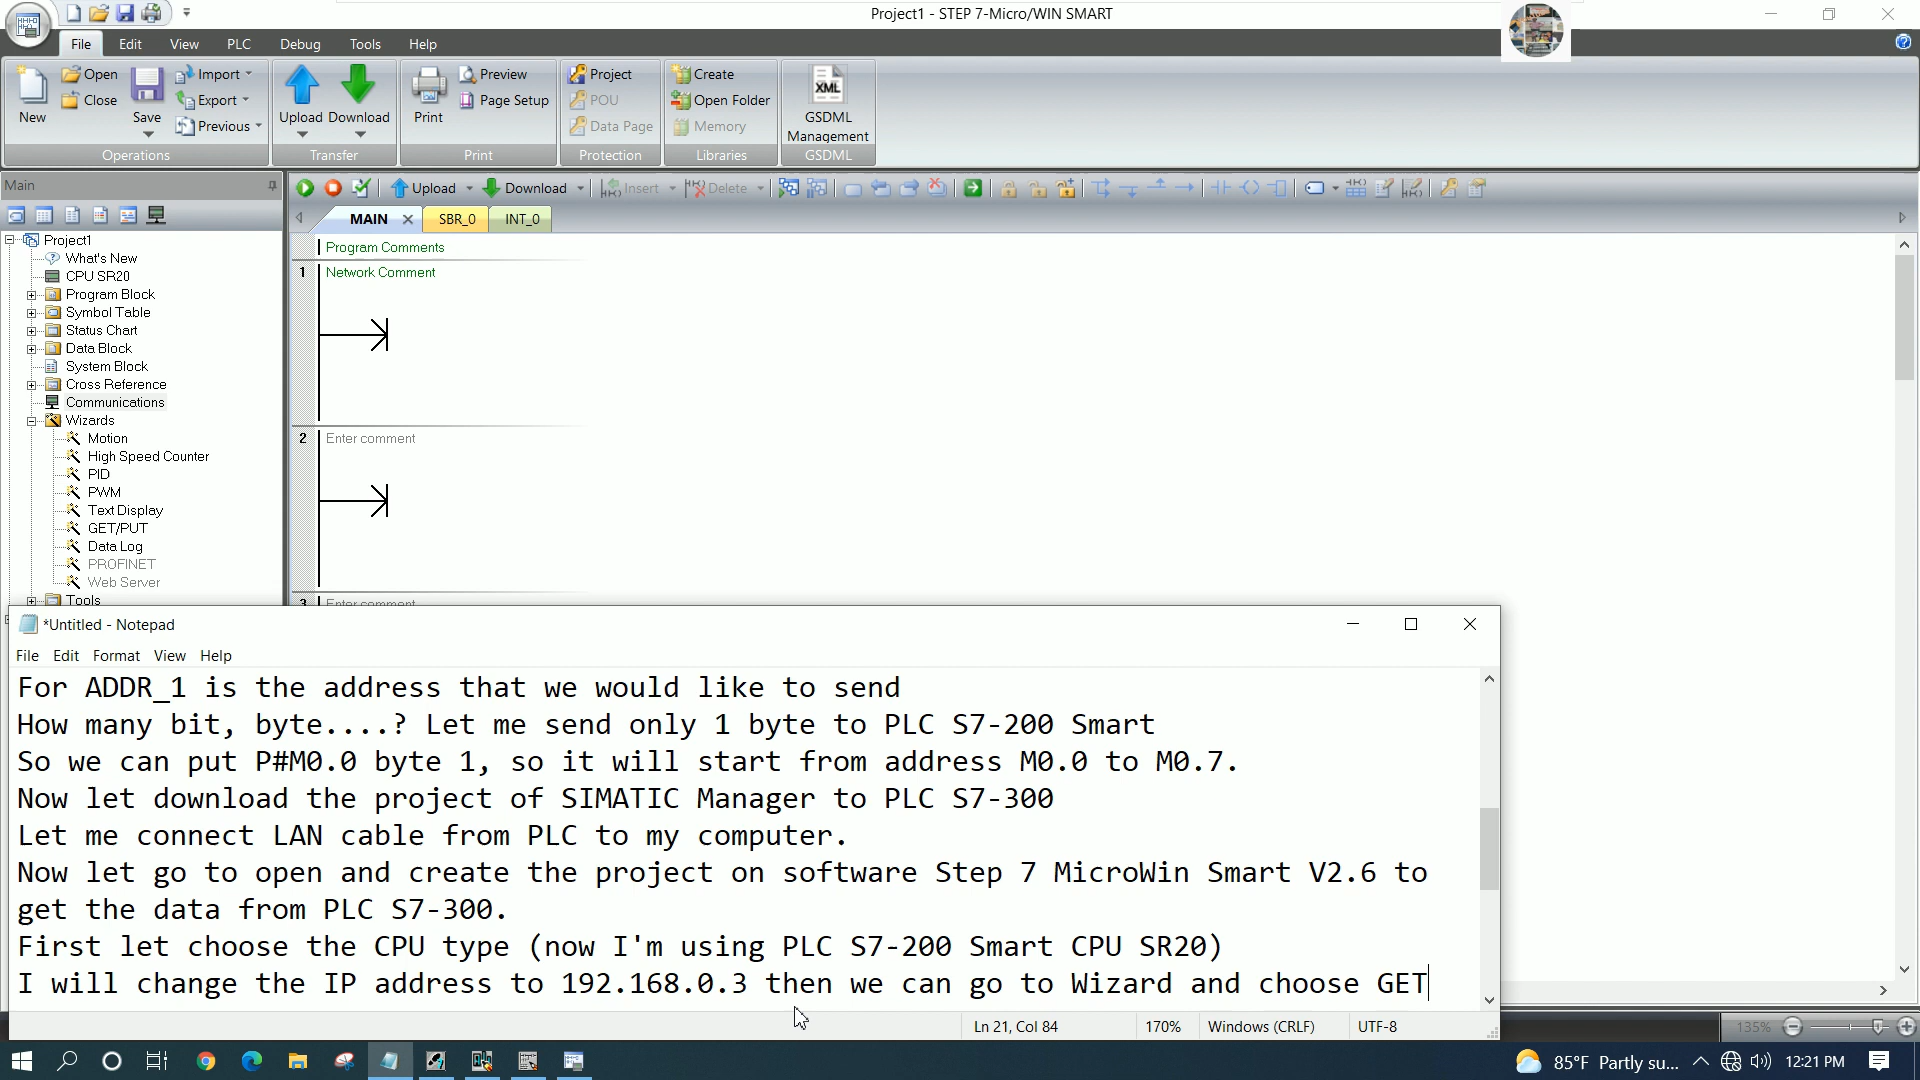 Project1 - STEP 7-Micro/WIN SMART
File Edit View PLC Debug Tools Help
New
Open
Close
Save
Import
Export
Previous
Operations
Upload
Download
Transfer
Print
Preview
Page Setup
Print
Project
POU
Data Page
Protection
Create
Open Folder
Memory
Libraries
XML
GSDML
Management
GSDML
Main
Upload Download Insert Delete
MAIN SBR_0 INT_0
Project1
What's New
CPU SR20
Program Block
Symbol Table
Status Chart
Data Block
System Block
Cross Reference
Communications
Wizards
Motion
High Speed Counter
PID
PWM
Text Display
GET/PUT
Data Log
PROFINET
Web Server
Tools
Program Comments
1 Network Comment
2 Enter comment
3 Enter comment
*Untitled - Notepad
File Edit Format View Help
For ADDR_1 is the address that we would like to send
How many bit, byte....? Let me send only 1 byte to PLC S7-200 Smart
So we can put P#M0.0 byte 1, so it will start from address M0.0 to M0.7.
Now let download the project of SIMATIC Manager to PLC S7-300
Let me connect LAN cable from PLC to my computer.
Now let go to open and create the project on software Step 7 MicroWin Smart V2.6 to
get the data from PLC S7-300.
First let choose the CPU type (now I'm using PLC S7-200 Smart CPU SR20)
I will change the IP address to 192.168.0.3 then we can go to Wizard and choose GET
Ln 21, Col 84 170% Windows (CRLF) UTF-8
135%
85°F Partly su... 12:21 PM